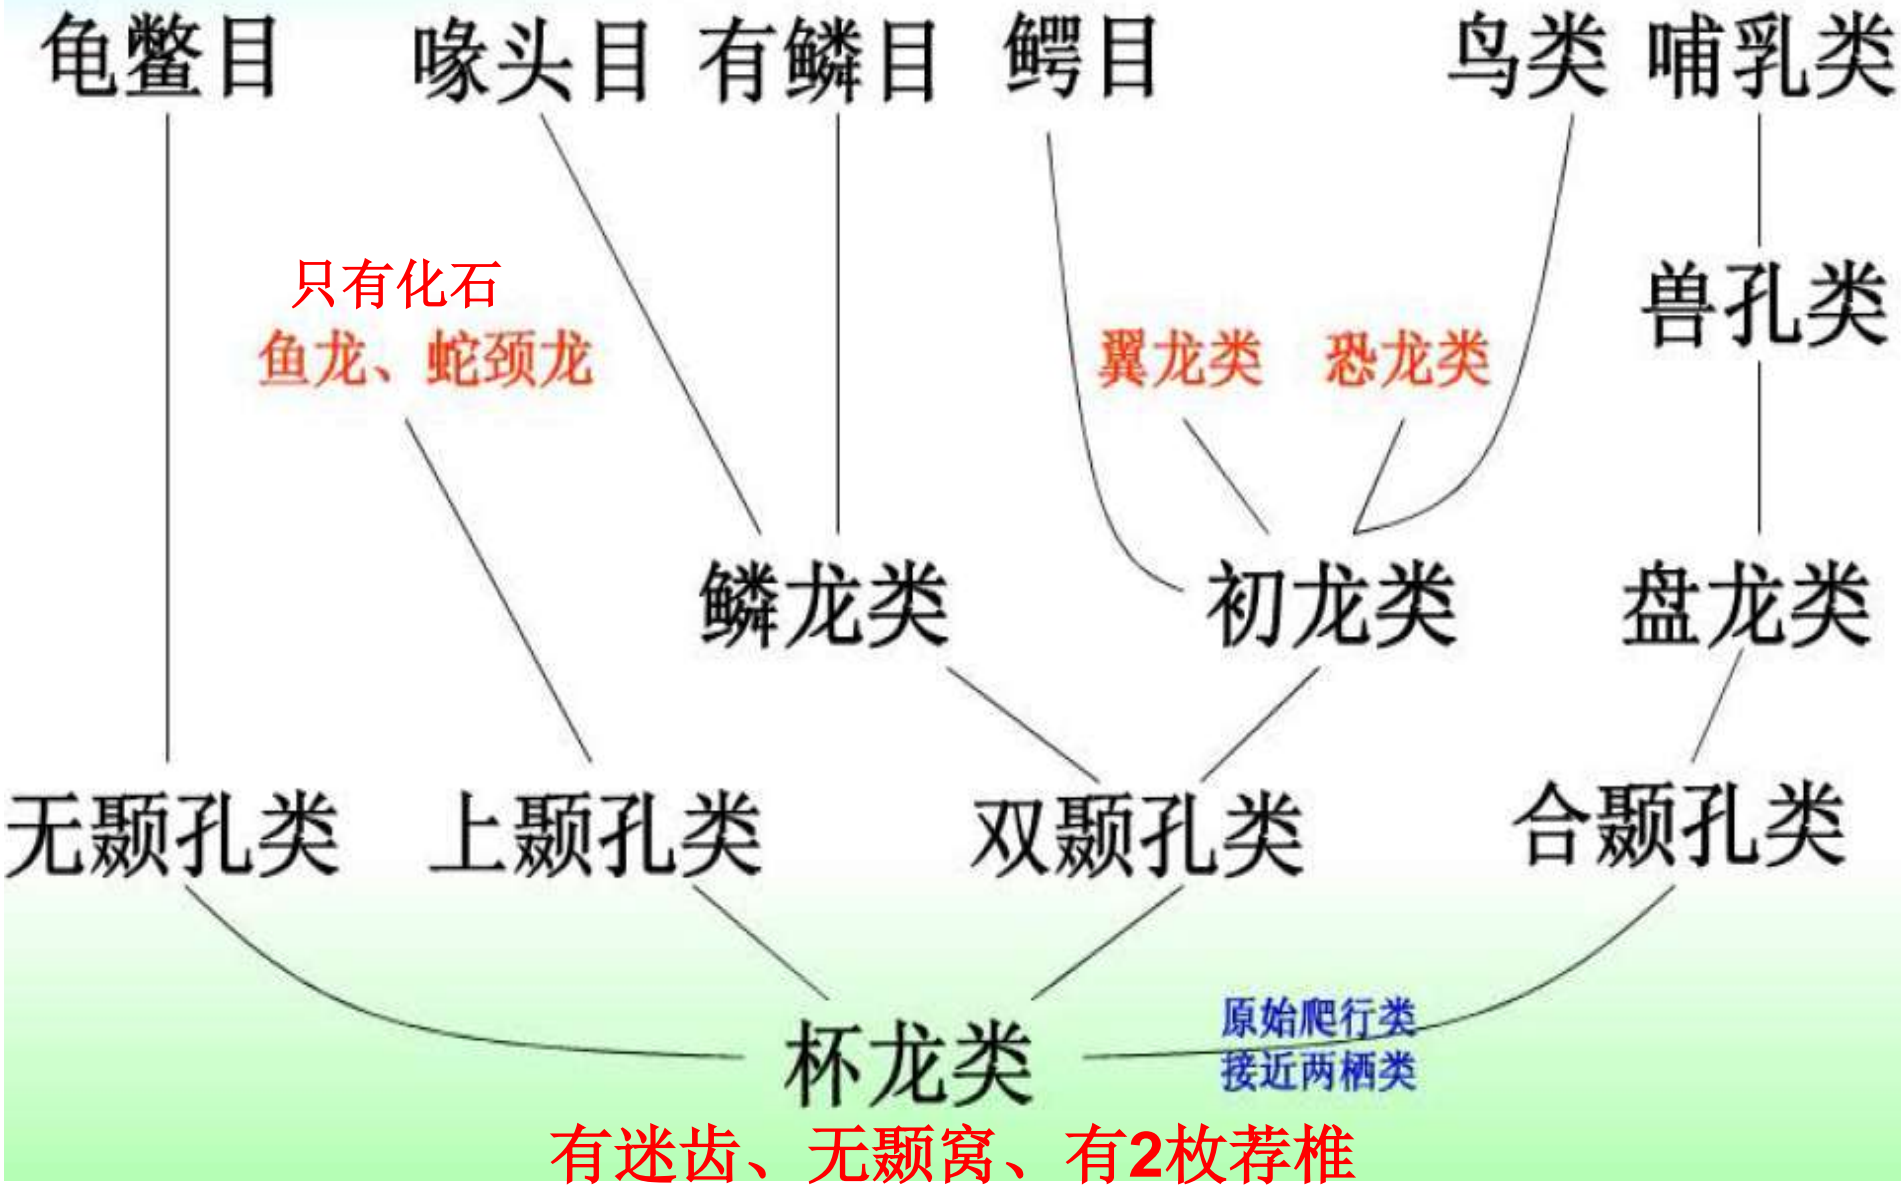 龟鳖目 喙头目 有鳞目 鳄目 鸟类 哺乳类
只有化石
兽孔类
鱼龙、蛇颈龙 翼龙类 恐龙类
鳞龙类 初龙类 盘龙类
无颞孔类 上颞孔类 双颞孔类 合颞孔类
原始爬行类
杯龙类
接近两栖类
有迷齿、无颞窝、有2枚荐椎